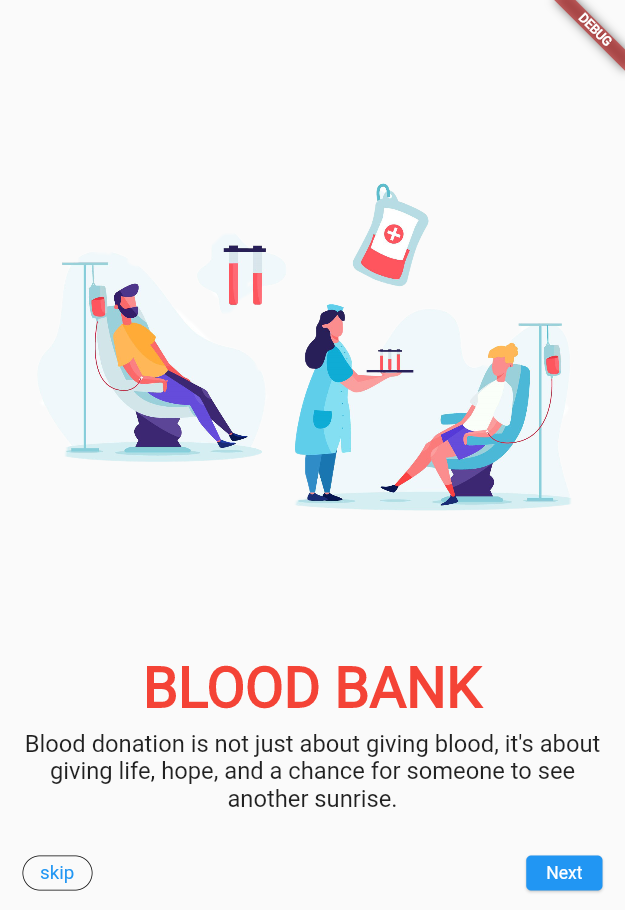 DEBUG
BLOOD BANK
Blood donation is not just about giving blood, it's about
giving life, hope, and a chance for someone to see
another sunrise.
skip
Next